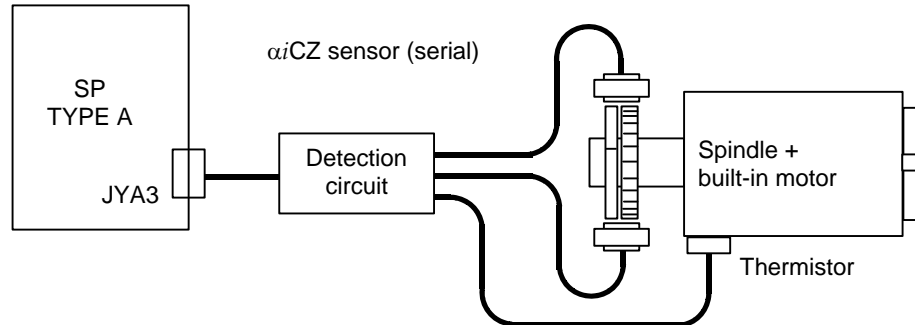 αiCZ sensor (serial)
SP
TYPE A
JYA3
Detection
circuit
Spindle +
built-in motor
Thermistor